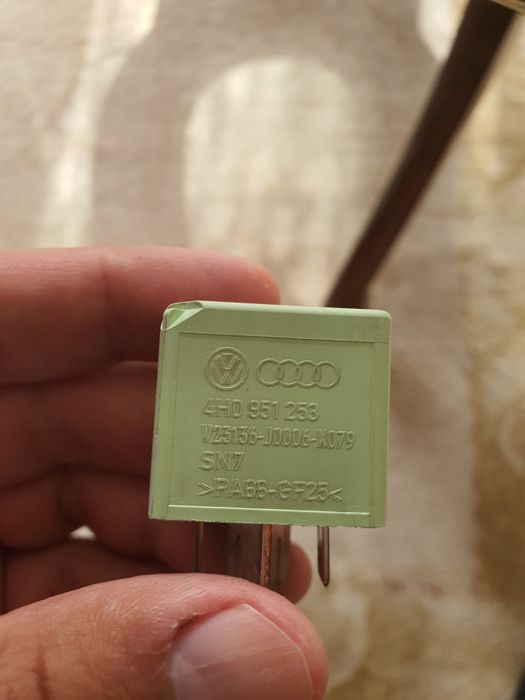 4H0 951 253
V23136-J0006-X079
SN7
>PA66-GF25<